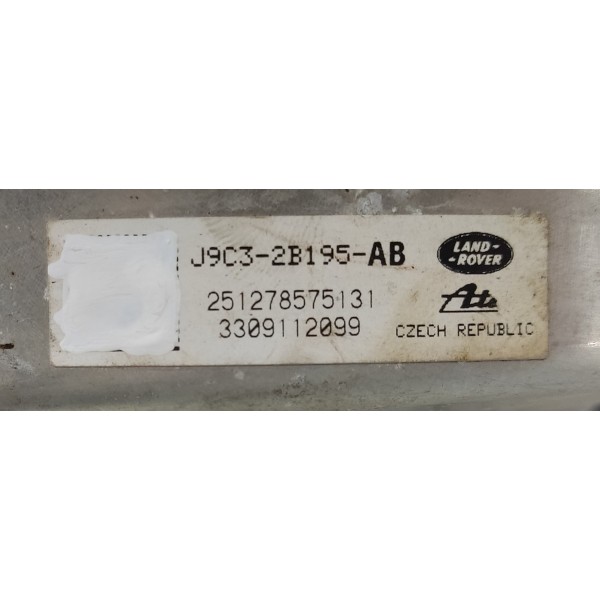 J9C3-2B195-AB
LAND-
-ROVER
251278575131
Ate
3309112099
CZECH REPUBLIC